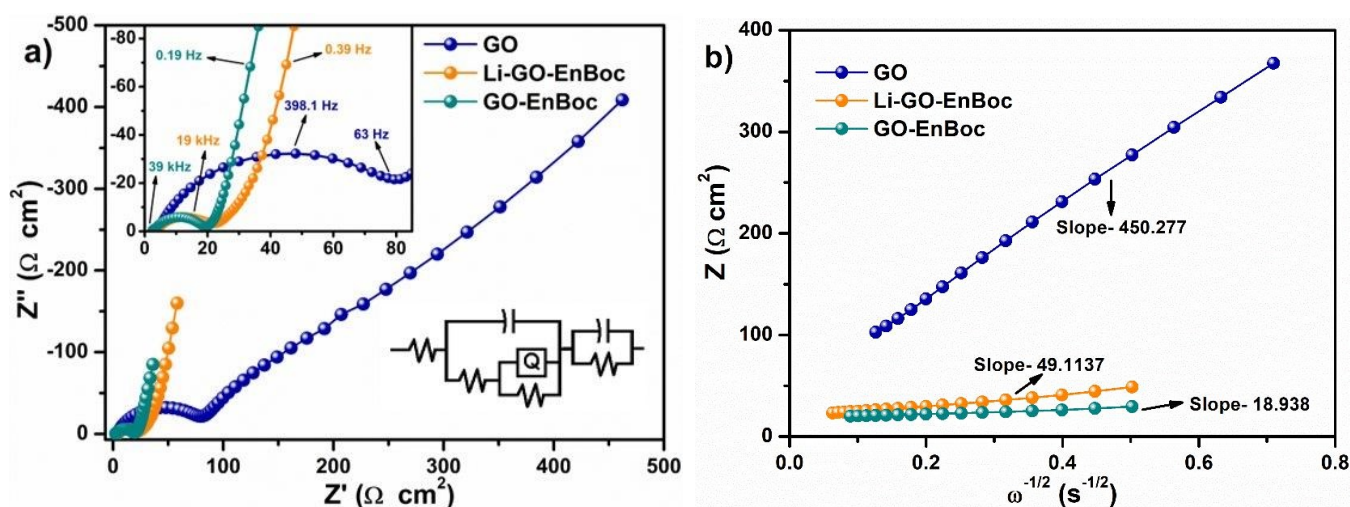 a)
-500
-400
-300
-200
-100
0
Z'' (Ω cm²)
0 100 200 300 400 500
Z' (Ω cm²)
GO
Li-GO-EnBoc
GO-EnBoc
-80
-60
-40
-20
0
0 20 40 60 80
0.19 Hz
0.39 Hz
398.1 Hz
63 Hz
19 kHz
39 kHz
Q
b)
400
300
200
100
0
Z (Ω cm²)
0.0 0.2 0.4 0.6 0.8
ω⁻¹/² (s⁻¹/²)
GO
Li-GO-EnBoc
GO-EnBoc
Slope- 450.277
Slope- 49.1137
Slope- 18.938